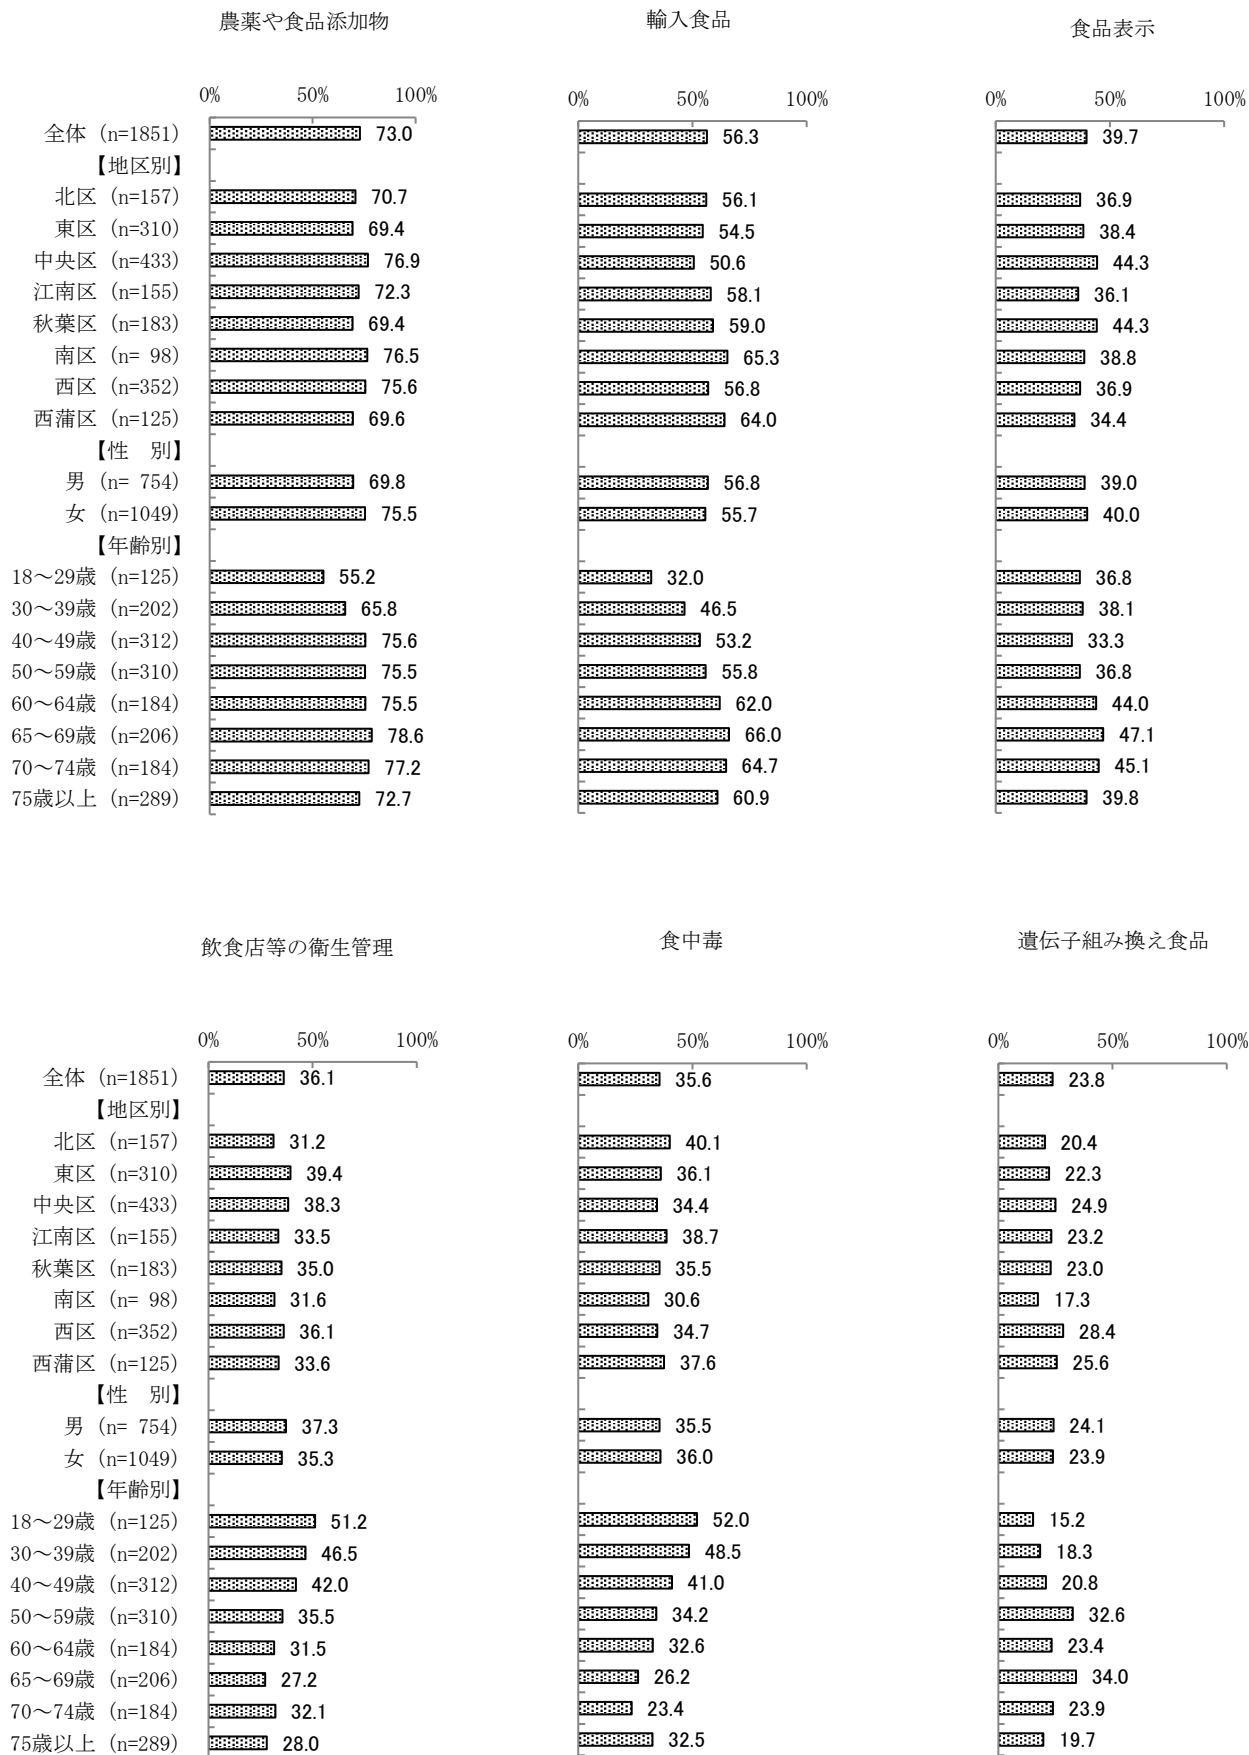 農薬や食品添加物 輸入食品 食品表示
0% 50% 100% 0% 50% 100% 0% 50% 100%
全体 (n=1851) 73.0 56.3 39.7
【地区別】
北区 (n=157) 70.7 56.1 36.9
東区 (n=310) 69.4 54.5 38.4
中央区 (n=433) 76.9 50.6 44.3
江南区 (n=155) 72.3 58.1 36.1
秋葉区 (n=183) 69.4 59.0 44.3
南区 (n= 98) 76.5 65.3 38.8
西区 (n=352) 75.6 56.8 36.9
西蒲区 (n=125) 69.6 64.0 34.4
【性　別】
男 (n= 754) 69.8 56.8 39.0
女 (n=1049) 75.5 55.7 40.0
【年齢別】
18～29歳 (n=125) 55.2 32.0 36.8
30～39歳 (n=202) 65.8 46.5 38.1
40～49歳 (n=312) 75.6 53.2 33.3
50～59歳 (n=310) 75.5 55.8 36.8
60～64歳 (n=184) 75.5 62.0 44.0
65～69歳 (n=206) 78.6 66.0 47.1
70～74歳 (n=184) 77.2 64.7 45.1
75歳以上 (n=289) 72.7 60.9 39.8
飲食店等の衛生管理 食中毒 遺伝子組み換え食品
0% 50% 100% 0% 50% 100% 0% 50% 100%
全体 (n=1851) 36.1 35.6 23.8
【地区別】
北区 (n=157) 31.2 40.1 20.4
東区 (n=310) 39.4 36.1 22.3
中央区 (n=433) 38.3 34.4 24.9
江南区 (n=155) 33.5 38.7 23.2
秋葉区 (n=183) 35.0 35.5 23.0
南区 (n= 98) 31.6 30.6 17.3
西区 (n=352) 36.1 34.7 28.4
西蒲区 (n=125) 33.6 37.6 25.6
【性　別】
男 (n= 754) 37.3 35.5 24.1
女 (n=1049) 35.3 36.0 23.9
【年齢別】
18～29歳 (n=125) 51.2 52.0 15.2
30～39歳 (n=202) 46.5 48.5 18.3
40～49歳 (n=312) 42.0 41.0 20.8
50～59歳 (n=310) 35.5 34.2 32.6
60～64歳 (n=184) 31.5 32.6 23.4
65～69歳 (n=206) 27.2 26.2 34.0
70～74歳 (n=184) 32.1 23.4 23.9
75歳以上 (n=289) 28.0 32.5 19.7